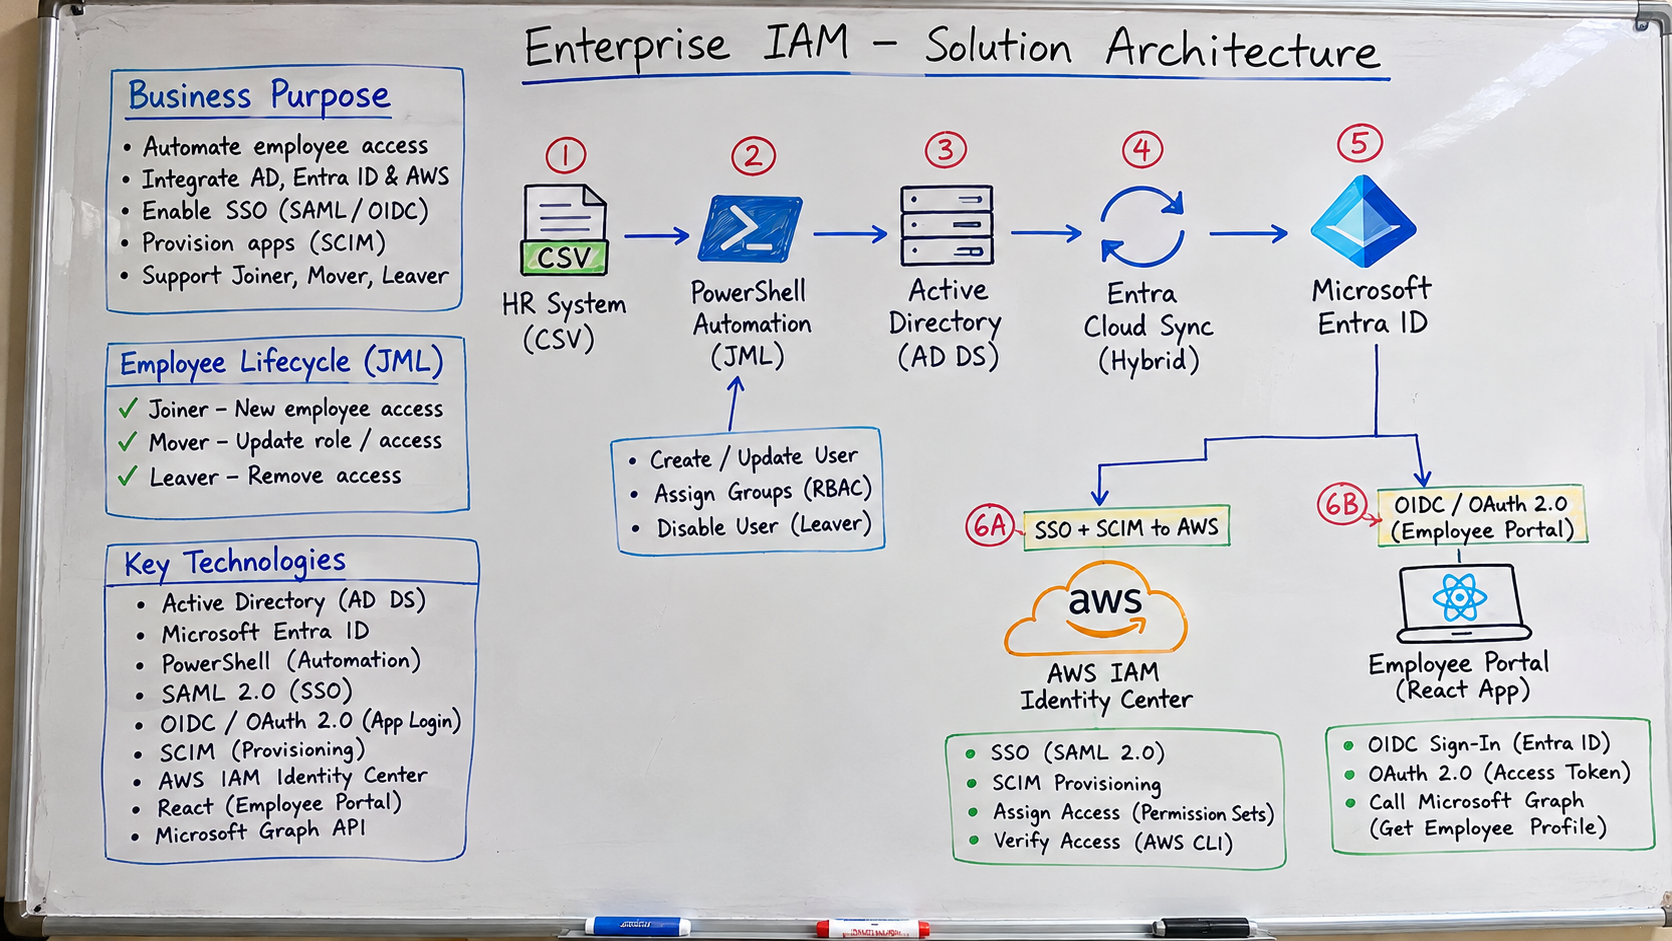 Enterprise IAM – Solution Architecture
Business Purpose
• Automate employee access
• Integrate AD, Entra ID & AWS
• Enable SSO (SAML / OIDC)
• Provision apps (SCIM)
• Support Joiner, Mover, Leaver
Employee Lifecycle (JML)
✓ Joiner – New employee access
✓ Mover – Update role / access
✓ Leaver – Remove access
Key Technologies
• Active Directory (AD DS)
• Microsoft Entra ID
• PowerShell (Automation)
• SAML 2.0 (SSO)
• OIDC / OAuth 2.0 (App Login)
• SCIM (Provisioning)
• AWS IAM Identity Center
• React (Employee Portal)
• Microsoft Graph API
1
CSV
HR System
(CSV)
2
PowerShell
Automation
(JML)
• Create / Update User
• Assign Groups (RBAC)
• Disable User (Leaver)
3
Active
Directory
(AD DS)
4
Entra
Cloud Sync
(Hybrid)
5
Microsoft
Entra ID
6A
SSO + SCIM to AWS
aws
AWS IAM
Identity Center
• SSO (SAML 2.0)
• SCIM Provisioning
• Assign Access (Permission Sets)
• Verify Access (AWS CLI)
6B
OIDC / OAuth 2.0
(Employee Portal)
Employee Portal
(React App)
• OIDC Sign-In (Entra ID)
• OAuth 2.0 (Access Token)
• Call Microsoft Graph
(Get Employee Profile)